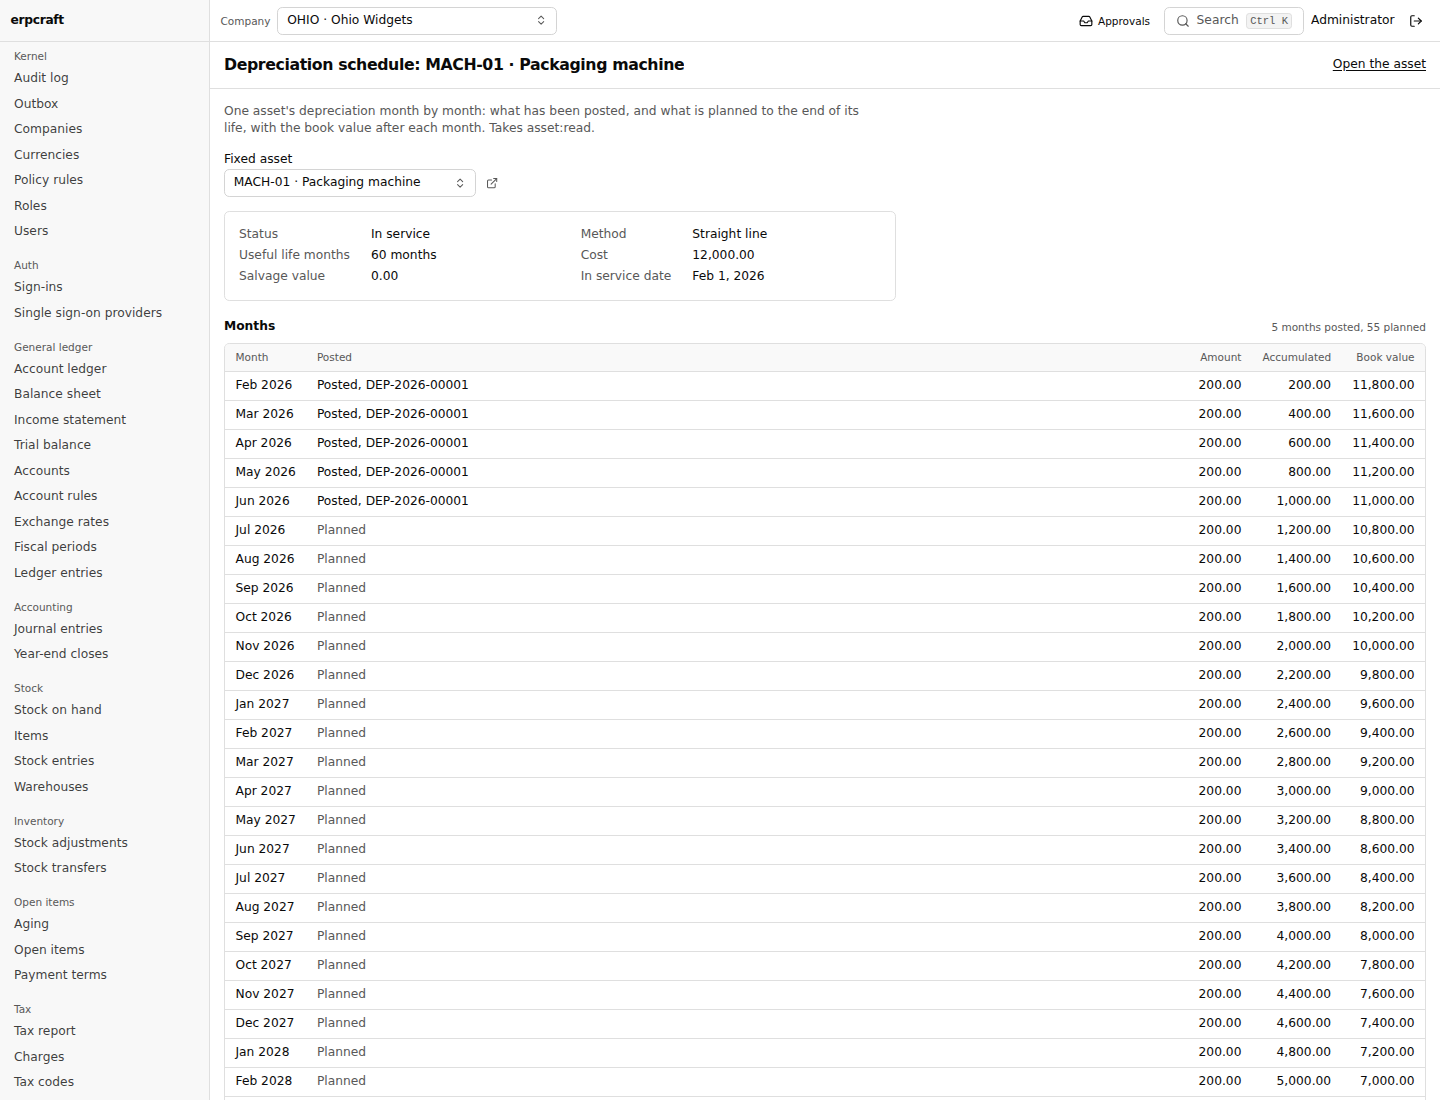 erpcraft
Company OHIO · Ohio Widgets
Approvals Search Ctrl K Administrator
Kernel
Audit log
Outbox
Companies
Currencies
Policy rules
Roles
Users
Auth
Sign-ins
Single sign-on providers
General ledger
Account ledger
Balance sheet
Income statement
Trial balance
Accounts
Account rules
Exchange rates
Fiscal periods
Ledger entries
Accounting
Journal entries
Year-end closes
Stock
Stock on hand
Items
Stock entries
Warehouses
Inventory
Stock adjustments
Stock transfers
Open items
Aging
Open items
Payment terms
Tax
Tax report
Charges
Tax codes
Depreciation schedule: MACH-01 · Packaging machine
Open the asset
One asset's depreciation month by month: what has been posted, and what is planned to the end of its
life, with the book value after each month. Takes asset:read.
Fixed asset
MACH-01 · Packaging machine
Status In service Method Straight line
Useful life months 60 months Cost 12,000.00
Salvage value 0.00 In service date Feb 1, 2026
Months
5 months posted, 55 planned
Month Posted Amount Accumulated Book value
Feb 2026 Posted, DEP-2026-00001 200.00 200.00 11,800.00
Mar 2026 Posted, DEP-2026-00001 200.00 400.00 11,600.00
Apr 2026 Posted, DEP-2026-00001 200.00 600.00 11,400.00
May 2026 Posted, DEP-2026-00001 200.00 800.00 11,200.00
Jun 2026 Posted, DEP-2026-00001 200.00 1,000.00 11,000.00
Jul 2026 Planned 200.00 1,200.00 10,800.00
Aug 2026 Planned 200.00 1,400.00 10,600.00
Sep 2026 Planned 200.00 1,600.00 10,400.00
Oct 2026 Planned 200.00 1,800.00 10,200.00
Nov 2026 Planned 200.00 2,000.00 10,000.00
Dec 2026 Planned 200.00 2,200.00 9,800.00
Jan 2027 Planned 200.00 2,400.00 9,600.00
Feb 2027 Planned 200.00 2,600.00 9,400.00
Mar 2027 Planned 200.00 2,800.00 9,200.00
Apr 2027 Planned 200.00 3,000.00 9,000.00
May 2027 Planned 200.00 3,200.00 8,800.00
Jun 2027 Planned 200.00 3,400.00 8,600.00
Jul 2027 Planned 200.00 3,600.00 8,400.00
Aug 2027 Planned 200.00 3,800.00 8,200.00
Sep 2027 Planned 200.00 4,000.00 8,000.00
Oct 2027 Planned 200.00 4,200.00 7,800.00
Nov 2027 Planned 200.00 4,400.00 7,600.00
Dec 2027 Planned 200.00 4,600.00 7,400.00
Jan 2028 Planned 200.00 4,800.00 7,200.00
Feb 2028 Planned 200.00 5,000.00 7,000.00